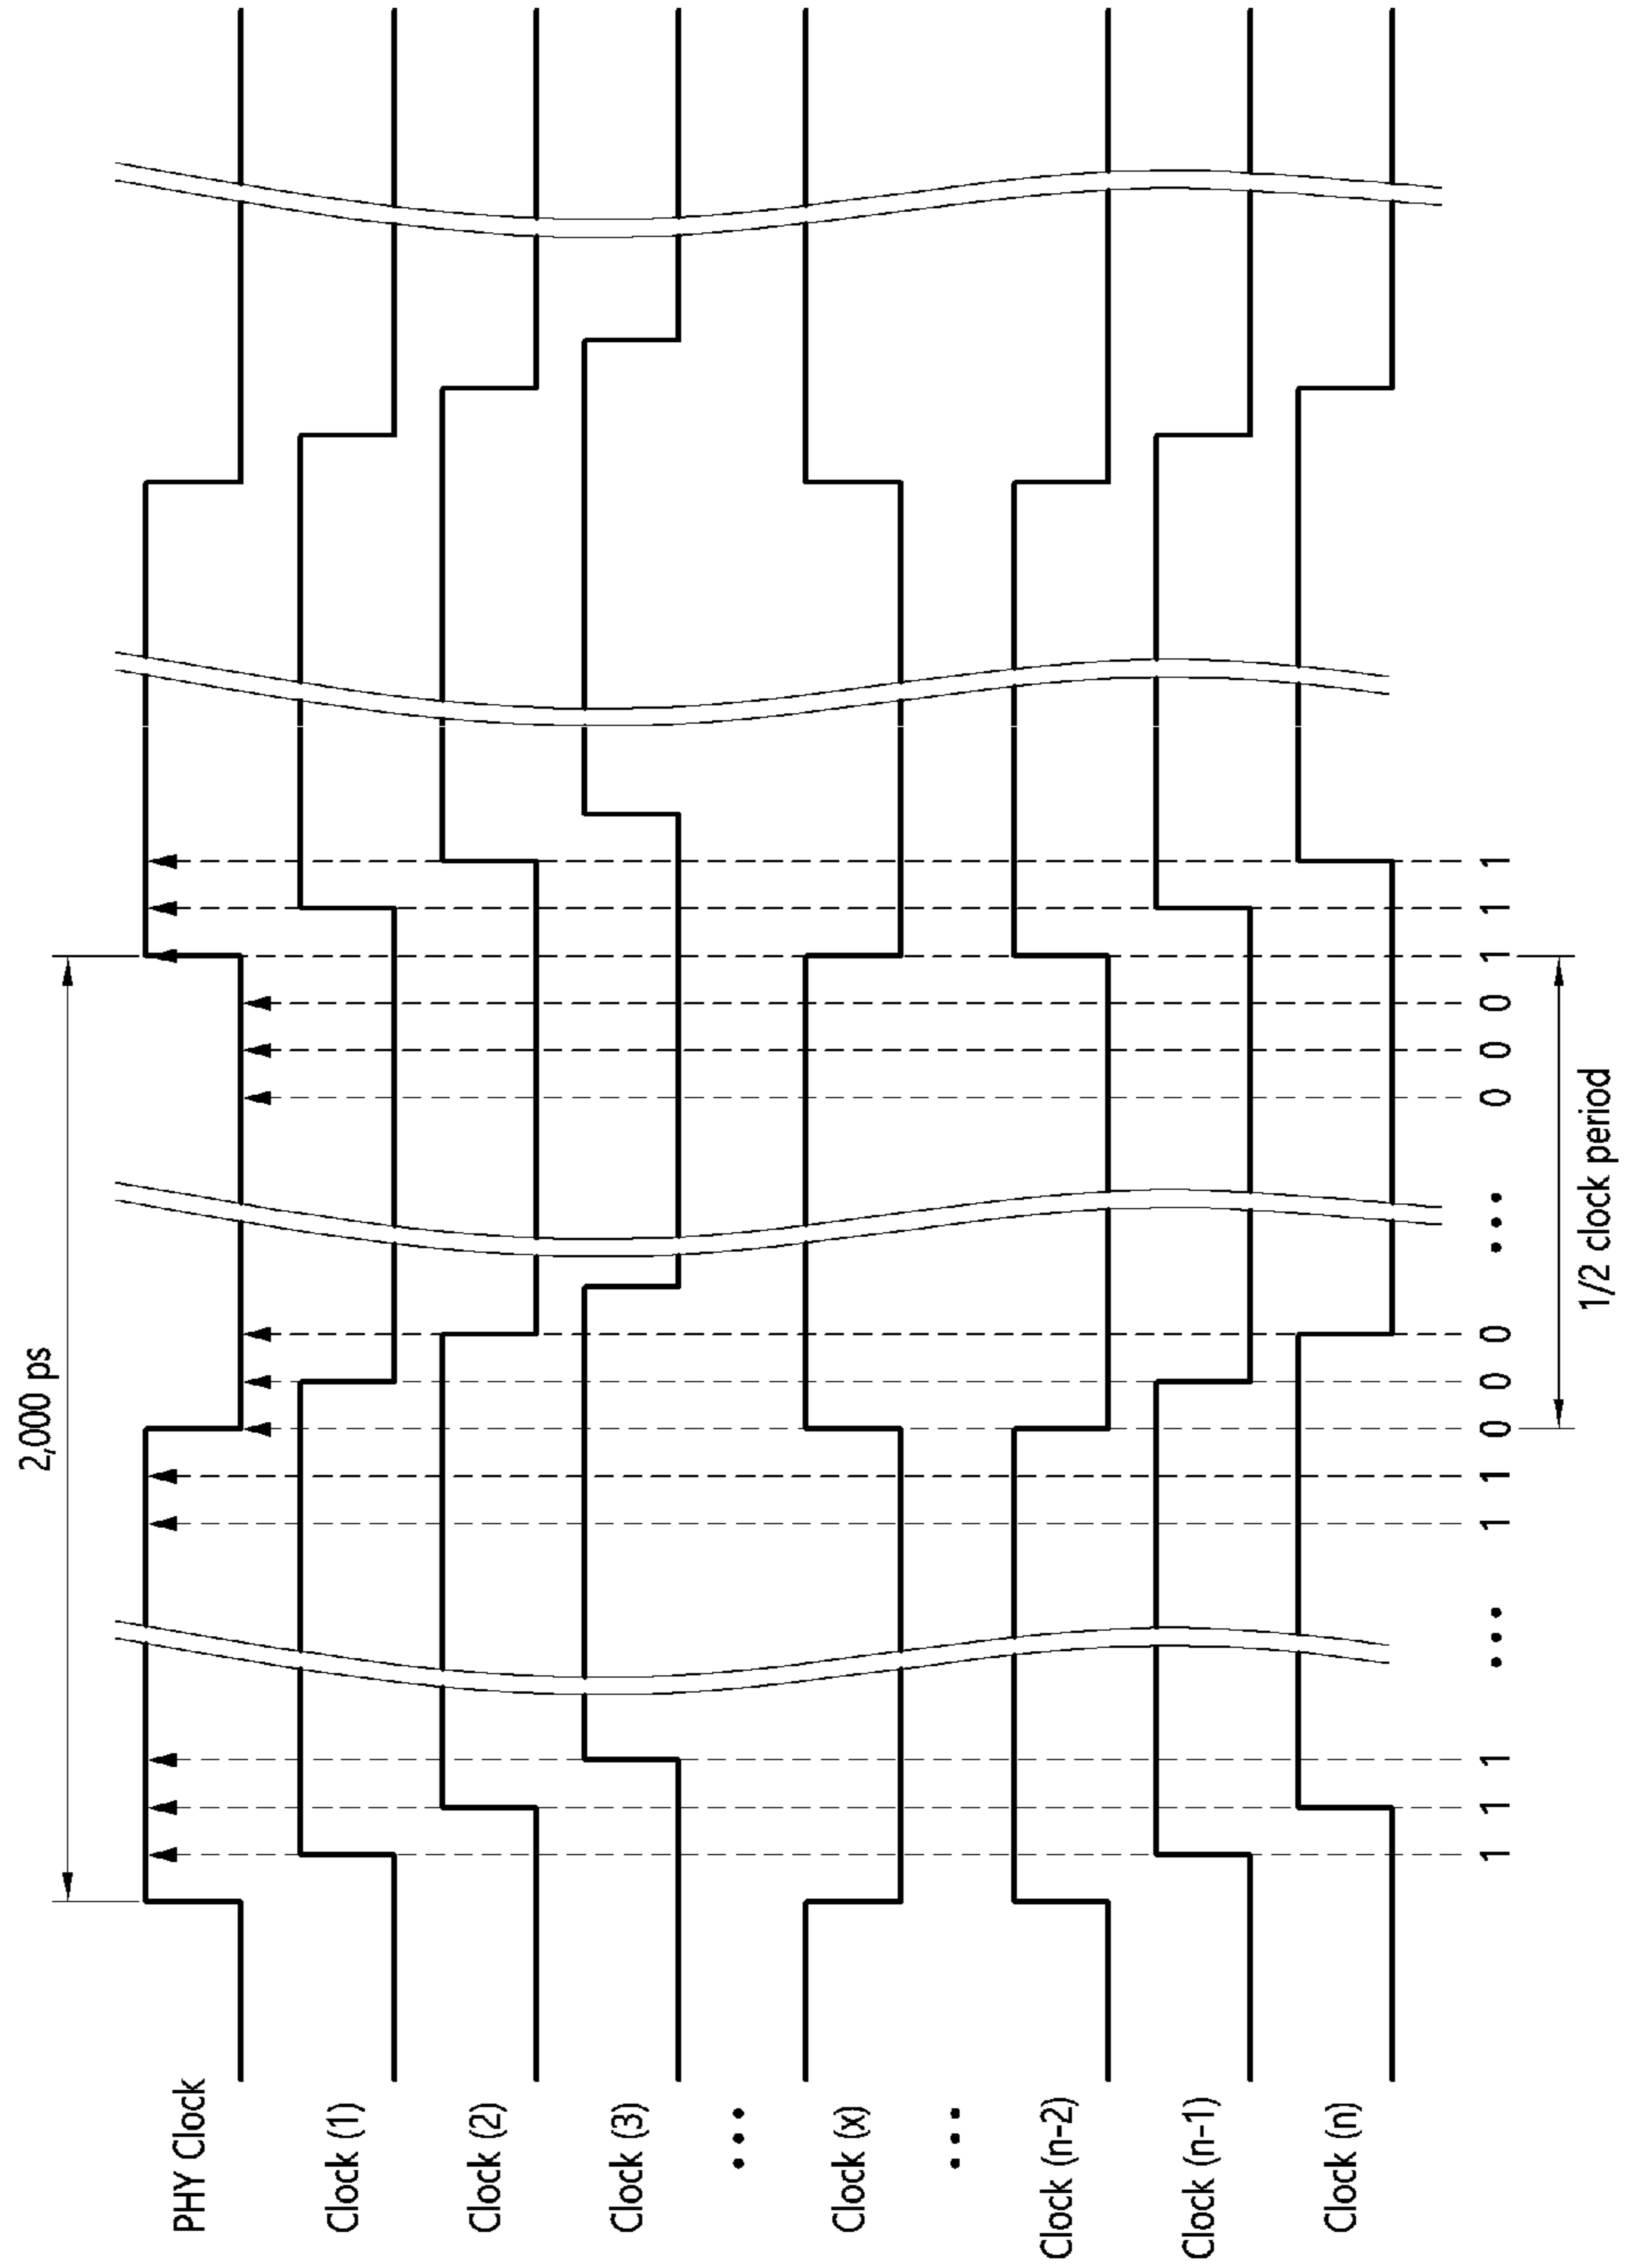 2,000 ps
PHY Clock
Clock (1)
Clock (2)
Clock (3)
•••
Clock (x)
•••
Clock (n-2)
Clock (n-1)
Clock (n)
1 1 1 ••• 1 1 0 0 0 ••• 0 0 0 1 1 1
1/2 clock period